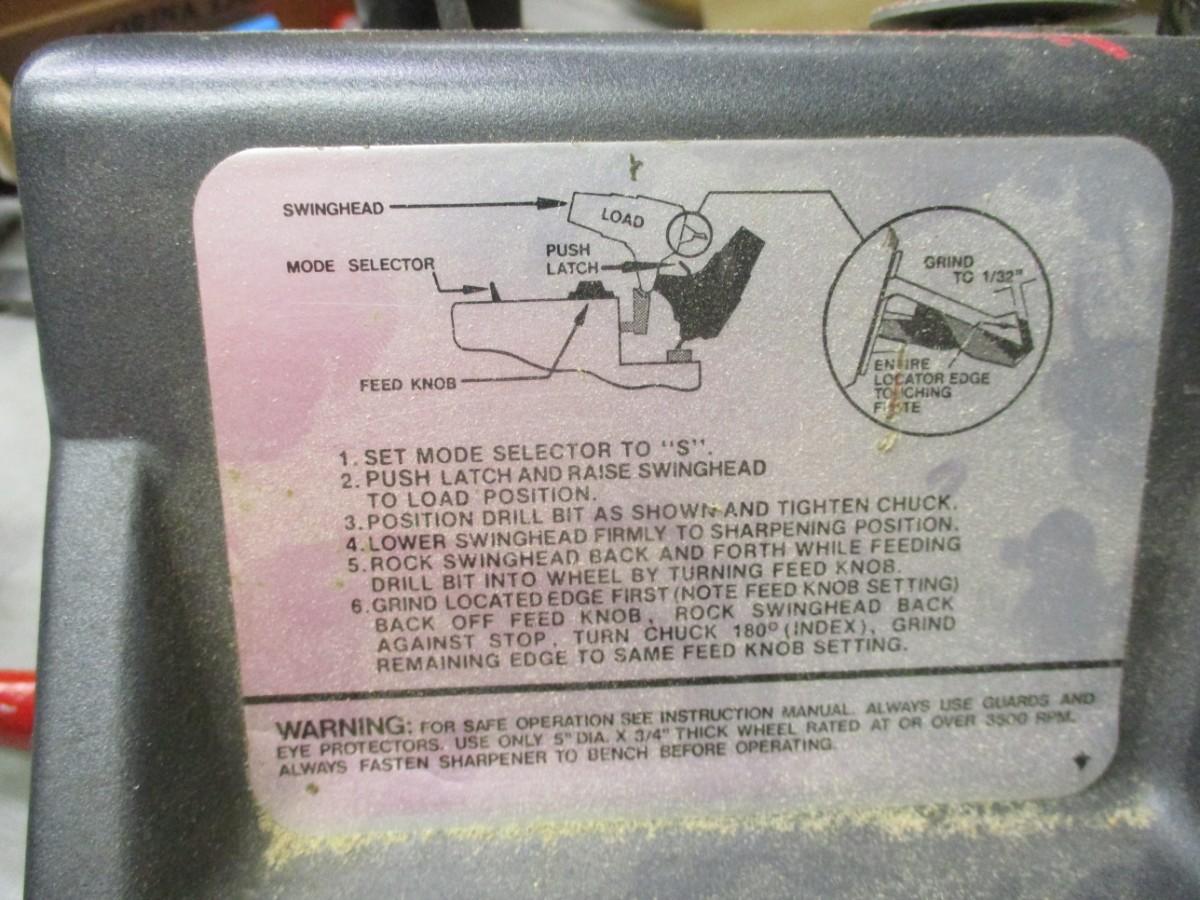 SWINGHEAD
LOAD
PUSH
LATCH
MODE SELECTOR
FEED KNOB
GRIND
TO 1/32"
ENTIRE
LOCATOR EDGE
TOUCHING
1. SET MODE SELECTOR TO "S".
2. PUSH LATCH AND RAISE SWINGHEAD
TO LOAD POSITION.
3. POSITION DRILL BIT AS SHOWN AND TIGHTEN CHUCK.
4. LOWER SWINGHEAD FIRMLY TO SHARPENING POSITION.
5. ROCK SWINGHEAD BACK AND FORTH WHILE FEEDING
DRILL BIT INTO WHEEL BY TURNING FEED KNOB.
6. GRIND LOCATED EDGE FIRST (NOTE FEED KNOB SETTING)
BACK OFF FEED KNOB, ROCK SWINGHEAD BACK
AGAINST STOP, TURN CHUCK 180° (INDEX), GRIND
REMAINING EDGE TO SAME FEED KNOB SETTING.
WARNING: FOR SAFE OPERATION SEE INSTRUCTION MANUAL. ALWAYS USE GUARDS AND
EYE PROTECTORS. USE ONLY 5" DIA. X 3/4" THICK WHEEL RATED AT OR OVER 3500 RPM.
ALWAYS FASTEN SHARPENER TO BENCH BEFORE OPERATING.